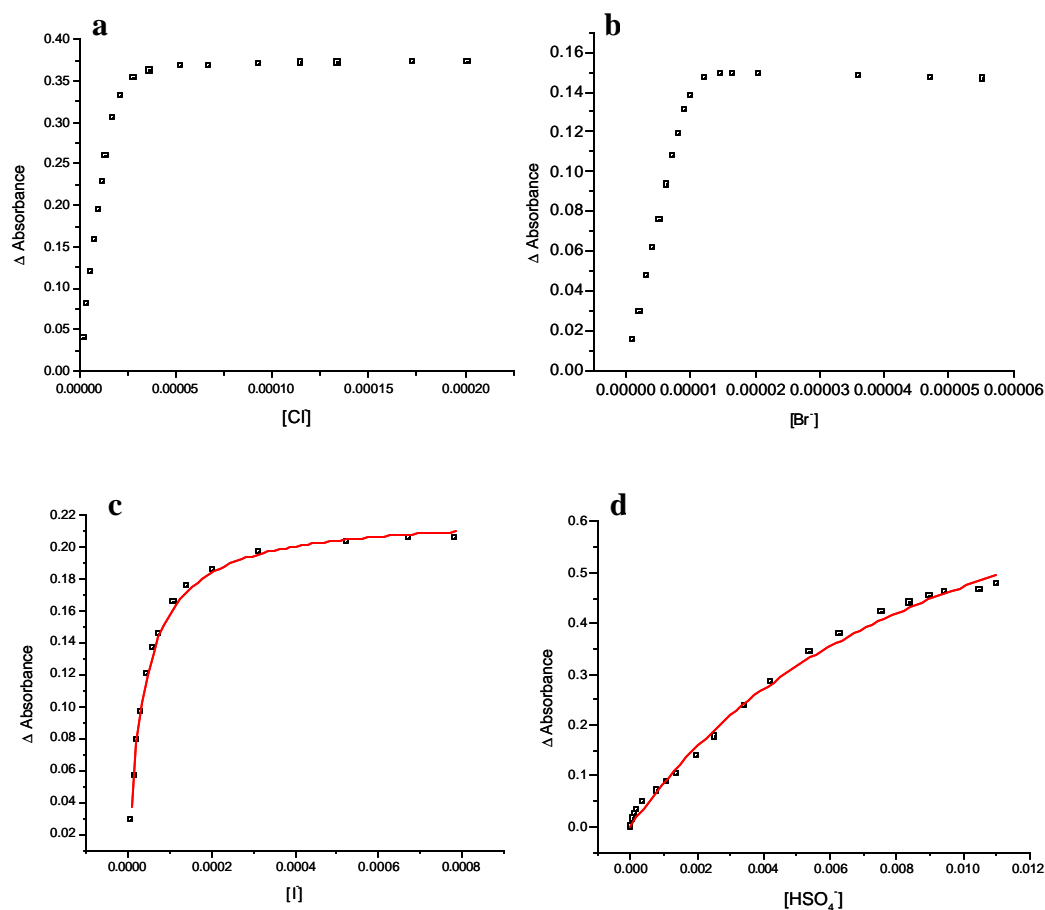 a
0.40
0.35
0.30
0.25
0.20
0.15
0.10
0.05
0.00
Δ Absorbance
0.00000 0.00005 0.00010 0.00015 0.00020
[Cl]
b
0.16
0.14
0.12
0.10
0.08
0.06
0.04
0.02
0.00
Δ Absorbance
0.00000 0.00001 0.00002 0.00003 0.00004 0.00005 0.00006
[Br⁻]
c
0.22
0.20
0.18
0.16
0.14
0.12
0.10
0.08
0.06
0.04
0.02
Δ Absorbance
0.0000 0.0002 0.0004 0.0006 0.0008
[I]
d
0.6
0.5
0.4
0.3
0.2
0.1
0.0
Δ Absorbance
0.000 0.002 0.004 0.006 0.008 0.010 0.012
[HSO₄⁻]